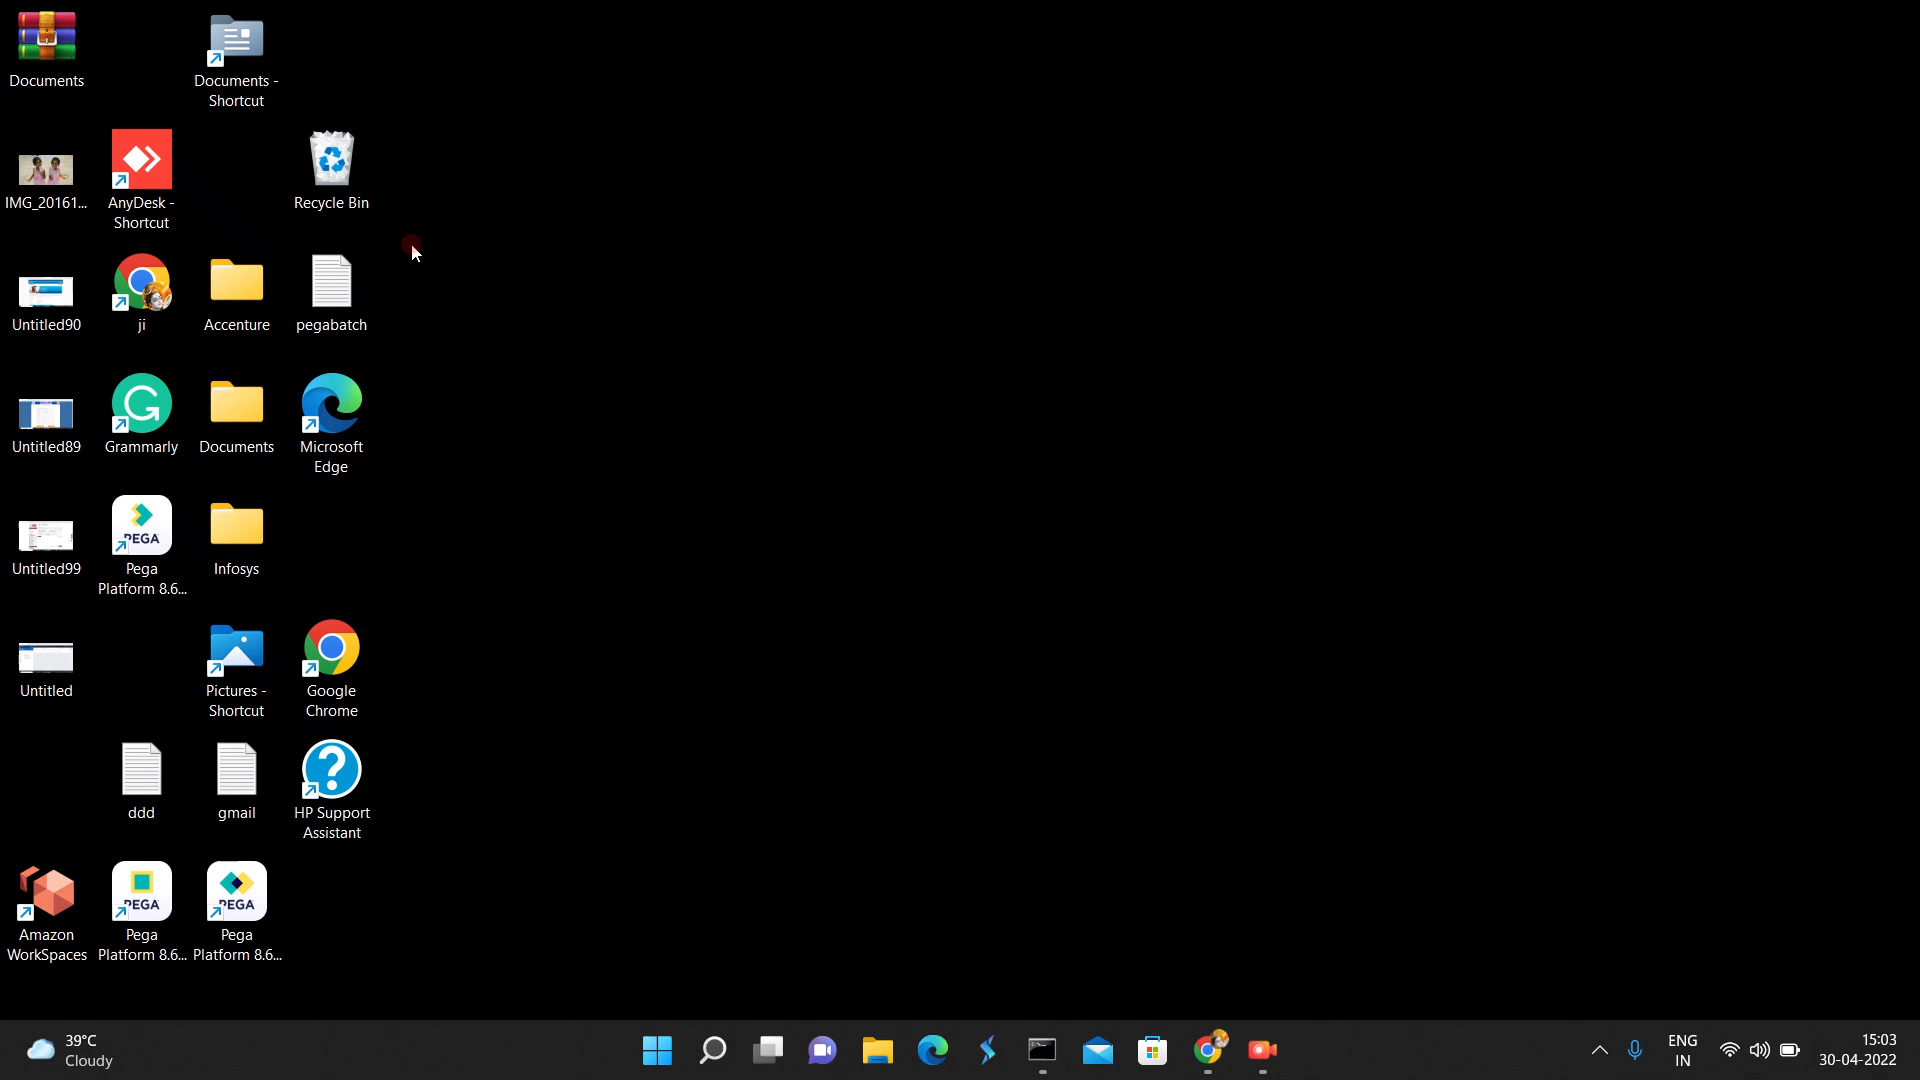 Documents
Documents -
Shortcut
IMG_20161...
AnyDesk -
Shortcut
Recycle Bin
Untitled90
ji
Accenture
pegabatch
Untitled89
Grammarly
Documents
Microsoft
Edge
PEGA
Untitled99
Pega
Platform 8.6...
Infosys
Untitled
Pictures -
Shortcut
Google
Chrome
ddd
gmail
HP Support
Assistant
PEGA
PEGA
Amazon
WorkSpaces
Pega
Platform 8.6...
Pega
Platform 8.6...
39°C
Cloudy
ENG
IN
15:03
30-04-2022